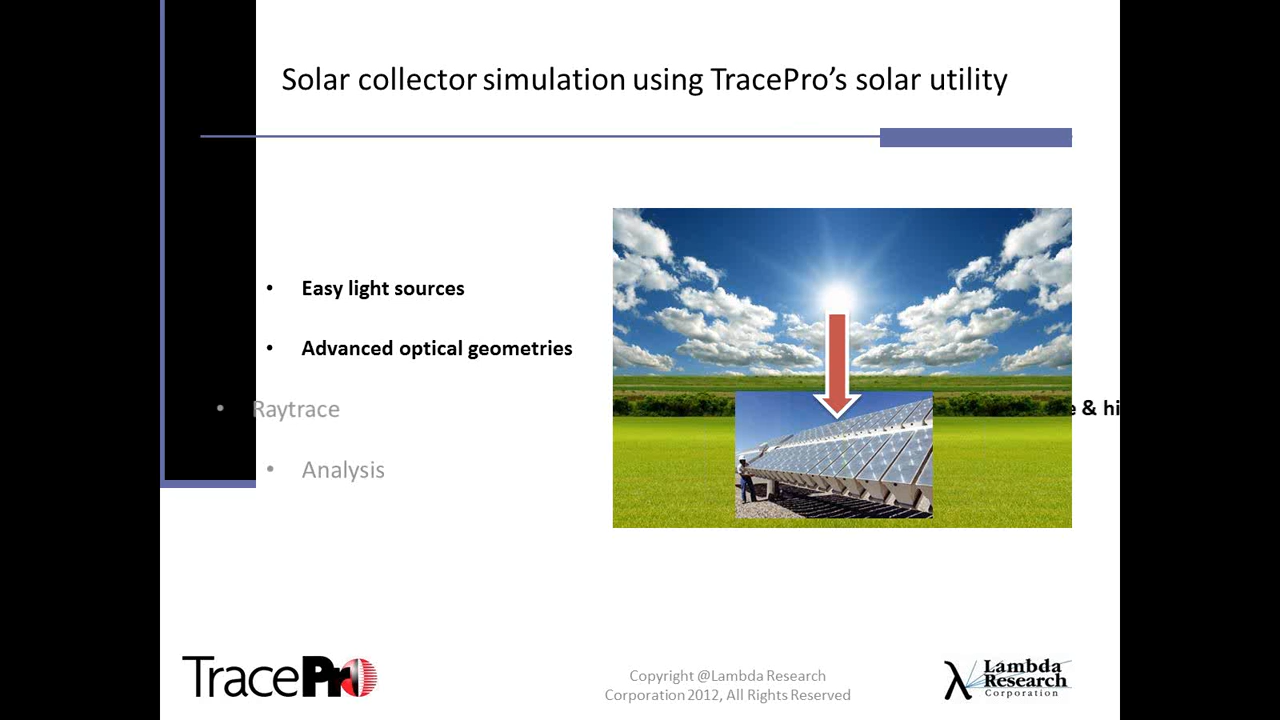 Solar collector simulation using TracePro’s solar utility
• Easy light sources
• Advanced optical geometries
• Raytrace
& hi
• Analysis
TracePro
Copyright @Lambda Research
Corporation 2012, All Rights Reserved
Lambda
Research
Corporation